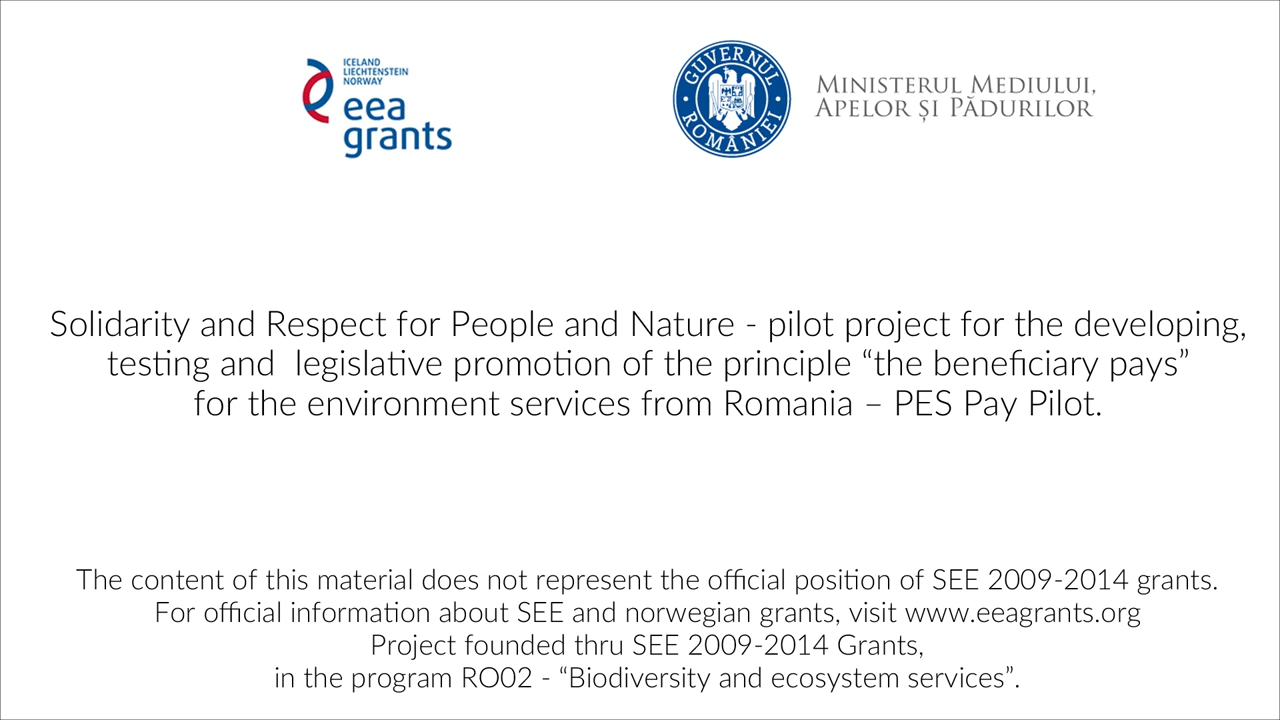 ICELAND
LIECHTENSTEIN
NORWAY
eea
grants
GUVERNUL
ROMÂNIEI
MINISTERUL MEDIULUI,
APELOR ȘI PĂDURILOR
Solidarity and Respect for People and Nature - pilot project for the developing,
testing and  legislative promotion of the principle “the beneficiary pays”
for the environment services from Romania – PES Pay Pilot.
The content of this material does not represent the official position of SEE 2009-2014 grants.
For official information about SEE and norwegian grants, visit www.eeagrants.org
Project founded thru SEE 2009-2014 Grants,
in the program RO02 - “Biodiversity and ecosystem services”.